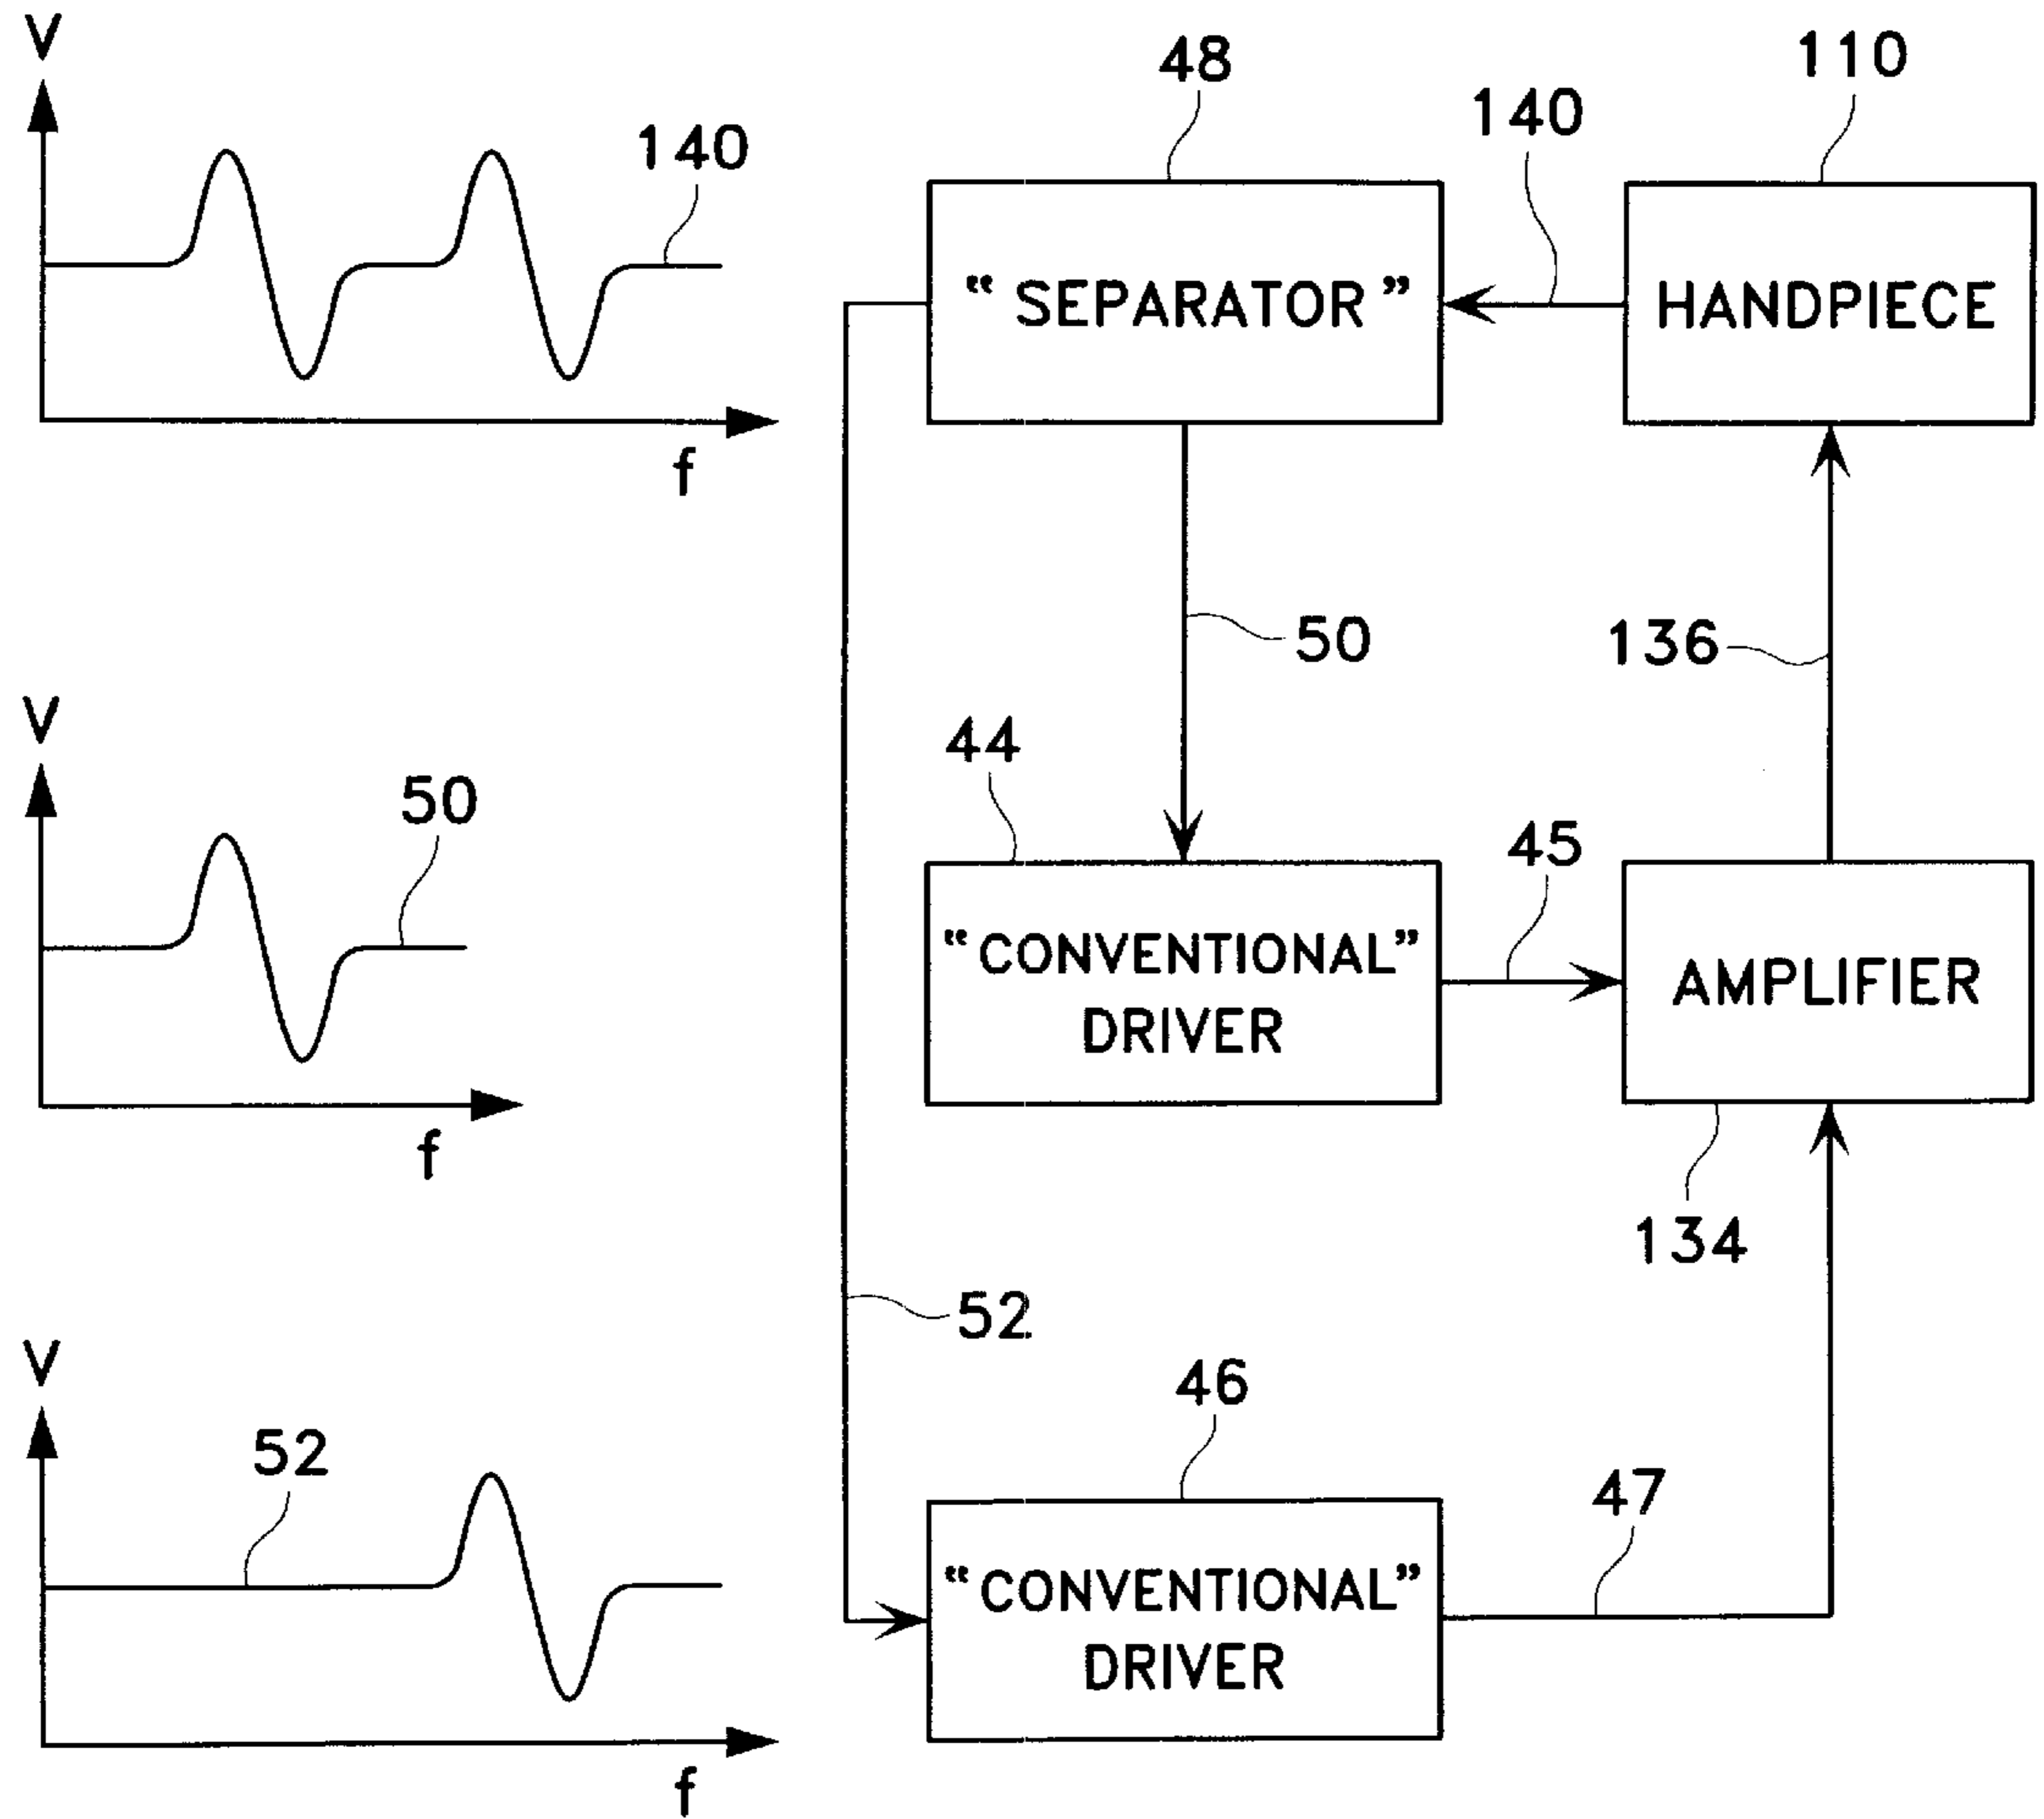 V
140
f
48
140
110
“ SEPARATOR ”
HANDPIECE
50
136
V
50
f
44
45
“CONVENTIONAL”
DRIVER
AMPLIFIER
134
52
V
52
f
46
47
“CONVENTIONAL”
DRIVER